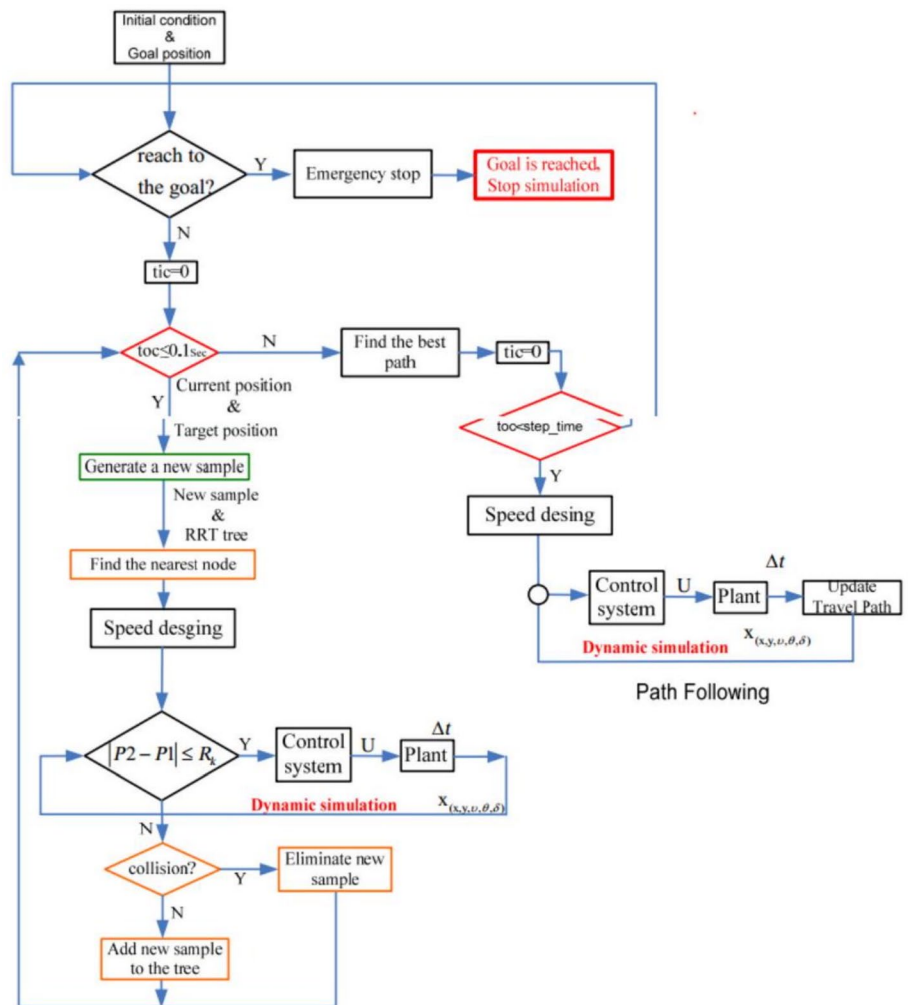 Initial condition
&
Goal position
reach to
the goal?
Y
Emergency stop
Goal is reached,
Stop simulation
N
tic=0
toc≤0.1Sec
N
Find the best
path
tic=0
Y
Current position
&
Target position
toc<step_time
Y
Generate a new sample
New sample
&
RRT tree
Speed desing
Find the nearest node
Control
system
U
Plant
Δt
Update
Travel Path
Speed desging
Dynamic simulation
X(x,y,υ,θ,δ)
Path Following
|P2 − P1| ≤ Rk
Y
Control
system
U
Plant
Δt
Dynamic simulation
X(x,y,υ,θ,δ)
N
collision?
Y
Eliminate new
sample
N
Add new sample
to the tree